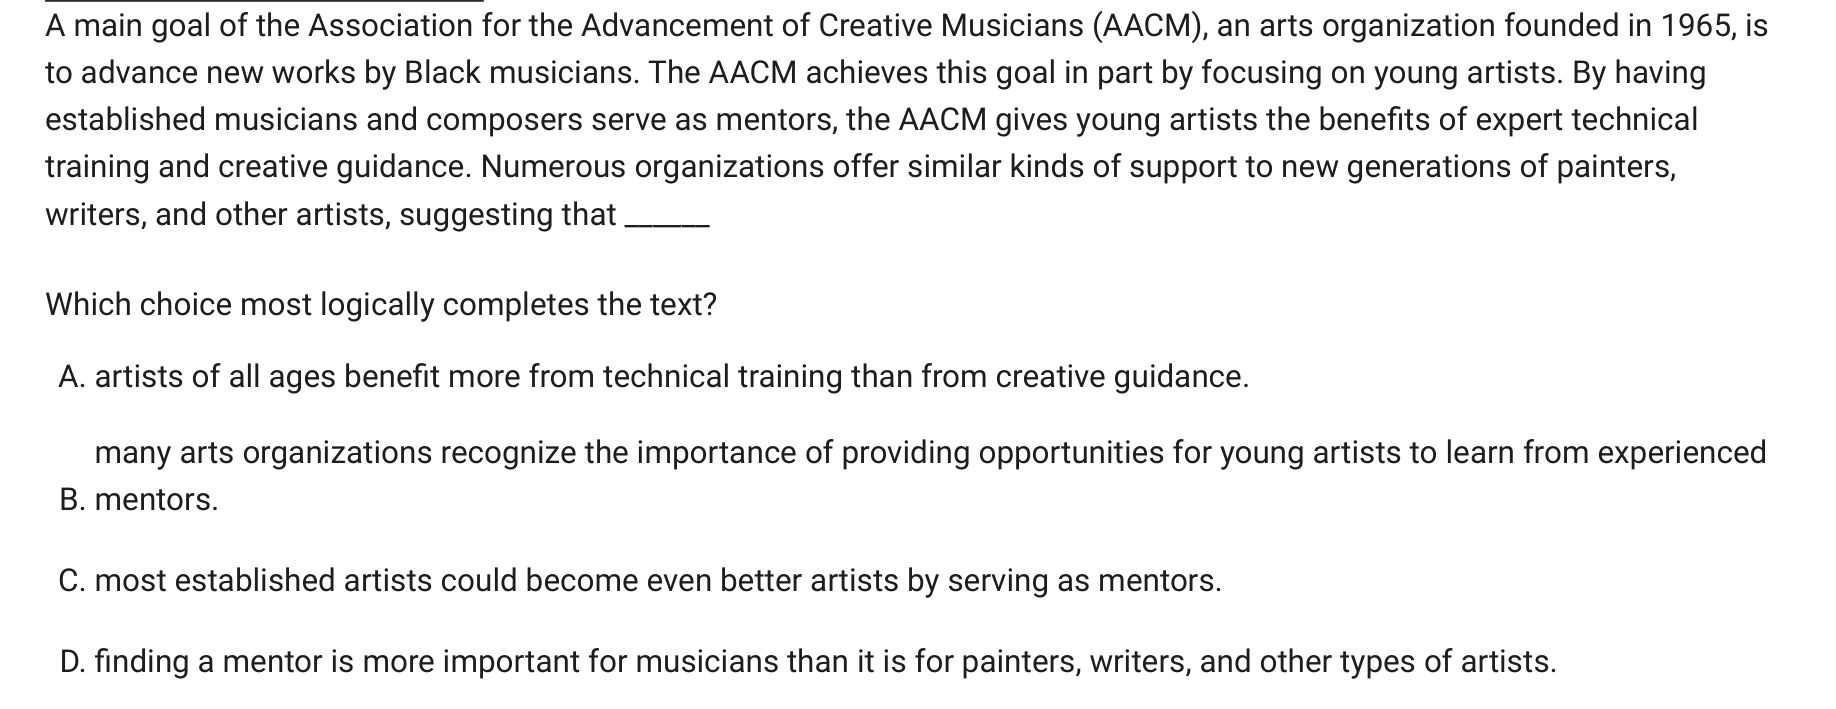 A main goal of the Association for the Advancement of Creative Musicians (AACM), an arts organization founded in 1965, is
to advance new works by Black musicians. The AACM achieves this goal in part by focusing on young artists. By having
established musicians and composers serve as mentors, the AACM gives young artists the benefits of expert technical
training and creative guidance. Numerous organizations offer similar kinds of support to new generations of painters,
writers, and other artists, suggesting that ______
Which choice most logically completes the text?
A. artists of all ages benefit more from technical training than from creative guidance.
many arts organizations recognize the importance of providing opportunities for young artists to learn from experienced
B. mentors.
C. most established artists could become even better artists by serving as mentors.
D. finding a mentor is more important for musicians than it is for painters, writers, and other types of artists.